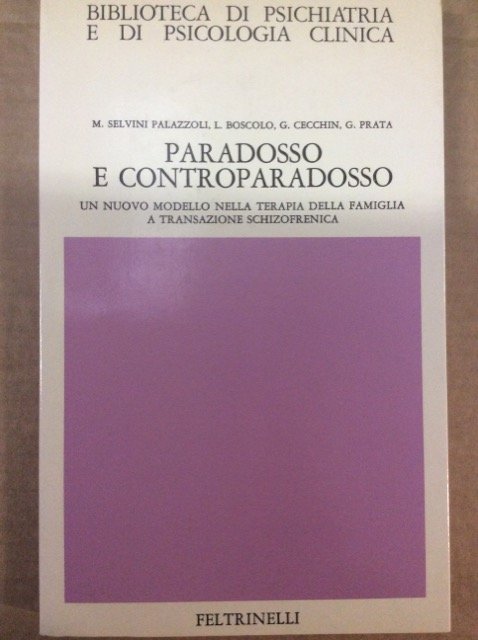 BIBLIOTECA DI PSICHIATRIA
E DI PSICOLOGIA CLINICA
M. SELVINI PALAZZOLI, L. BOSCOLO, G. CECCHIN, G. PRATA
PARADOSSO
E CONTROPARADOSSO
UN NUOVO MODELLO NELLA TERAPIA DELLA FAMIGLIA
A TRANSAZIONE SCHIZOFRENICA
FELTRINELLI